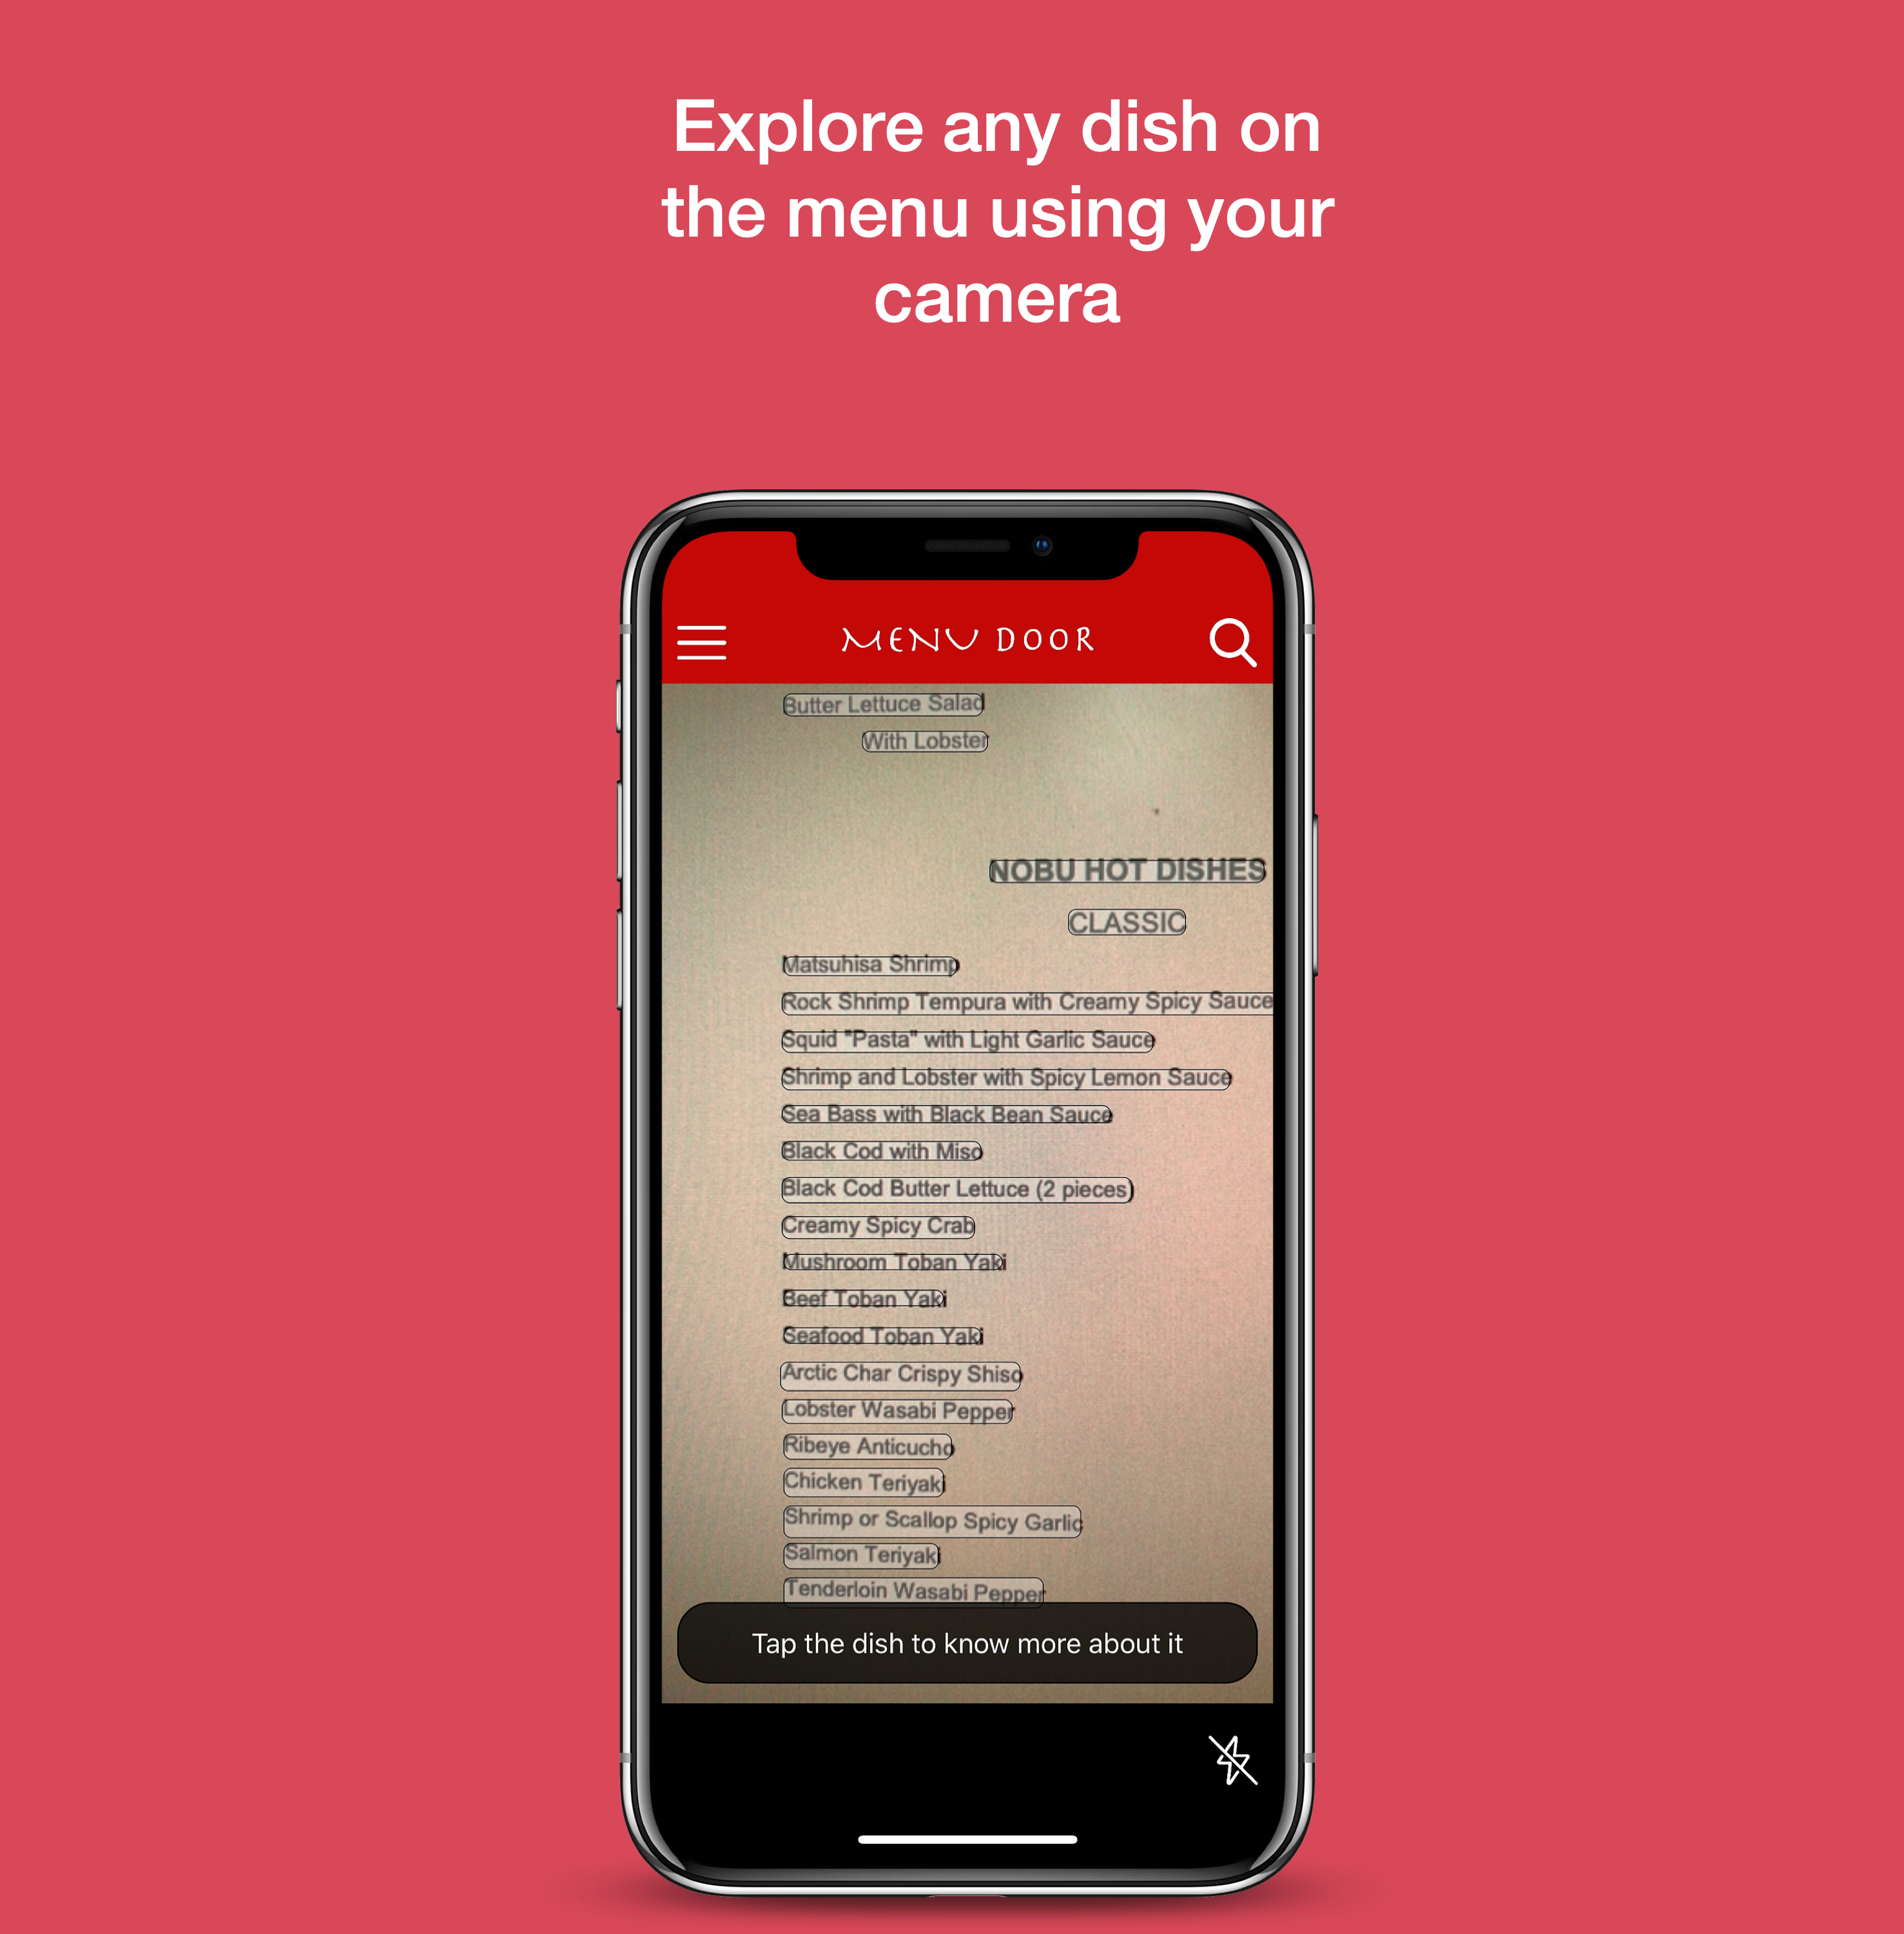 Explore any dish on
the menu using your
camera
MENU DOOR
Butter Lettuce Salad
With Lobster
NOBU HOT DISHES
CLASSIC
Matsuhisa Shrimp
Rock Shrimp Tempura with Creamy Spicy Sauce
Squid "Pasta" with Light Garlic Sauce
Shrimp and Lobster with Spicy Lemon Sauce
Sea Bass with Black Bean Sauce
Black Cod with Miso
Black Cod Butter Lettuce (2 pieces)
Creamy Spicy Crab
Mushroom Toban Yaki
Beef Toban Yaki
Seafood Toban Yaki
Arctic Char Crispy Shiso
Lobster Wasabi Pepper
Ribeye Anticucho
Chicken Teriyaki
Shrimp or Scallop Spicy Garlic
Salmon Teriyaki
Tenderloin Wasabi Pepper
Tap the dish to know more about it